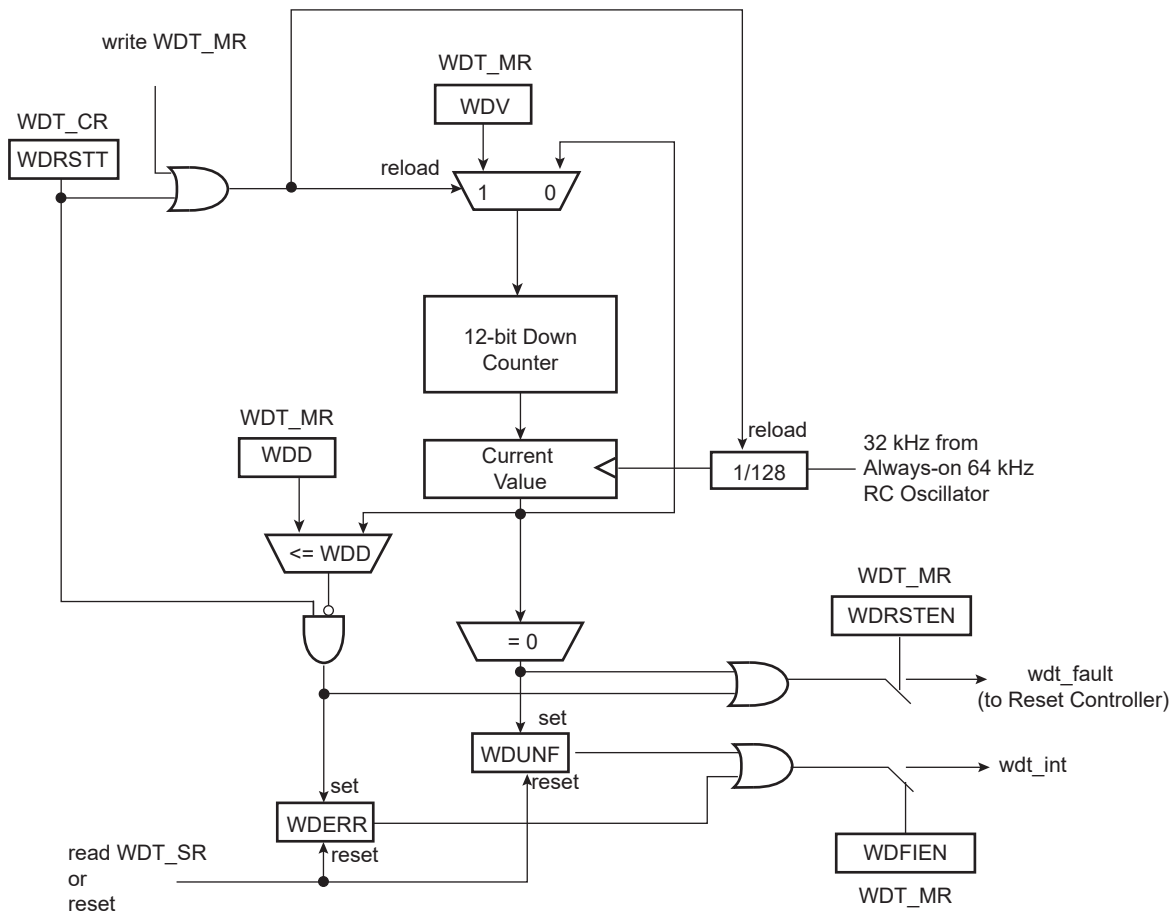 write WDT_MR
WDT_MR
WDV
WDT_CR
WDRSTT
reload
1 0
12-bit Down
Counter
WDT_MR
WDD
Current
Value
reload
1/128
32 kHz from
Always-on 64 kHz
RC Oscillator
<= WDD
= 0
WDT_MR
WDRSTEN
wdt_fault
(to Reset Controller)
set
WDUNF
reset
wdt_int
set
WDERR
reset
WDFIEN
WDT_MR
read WDT_SR
or
reset